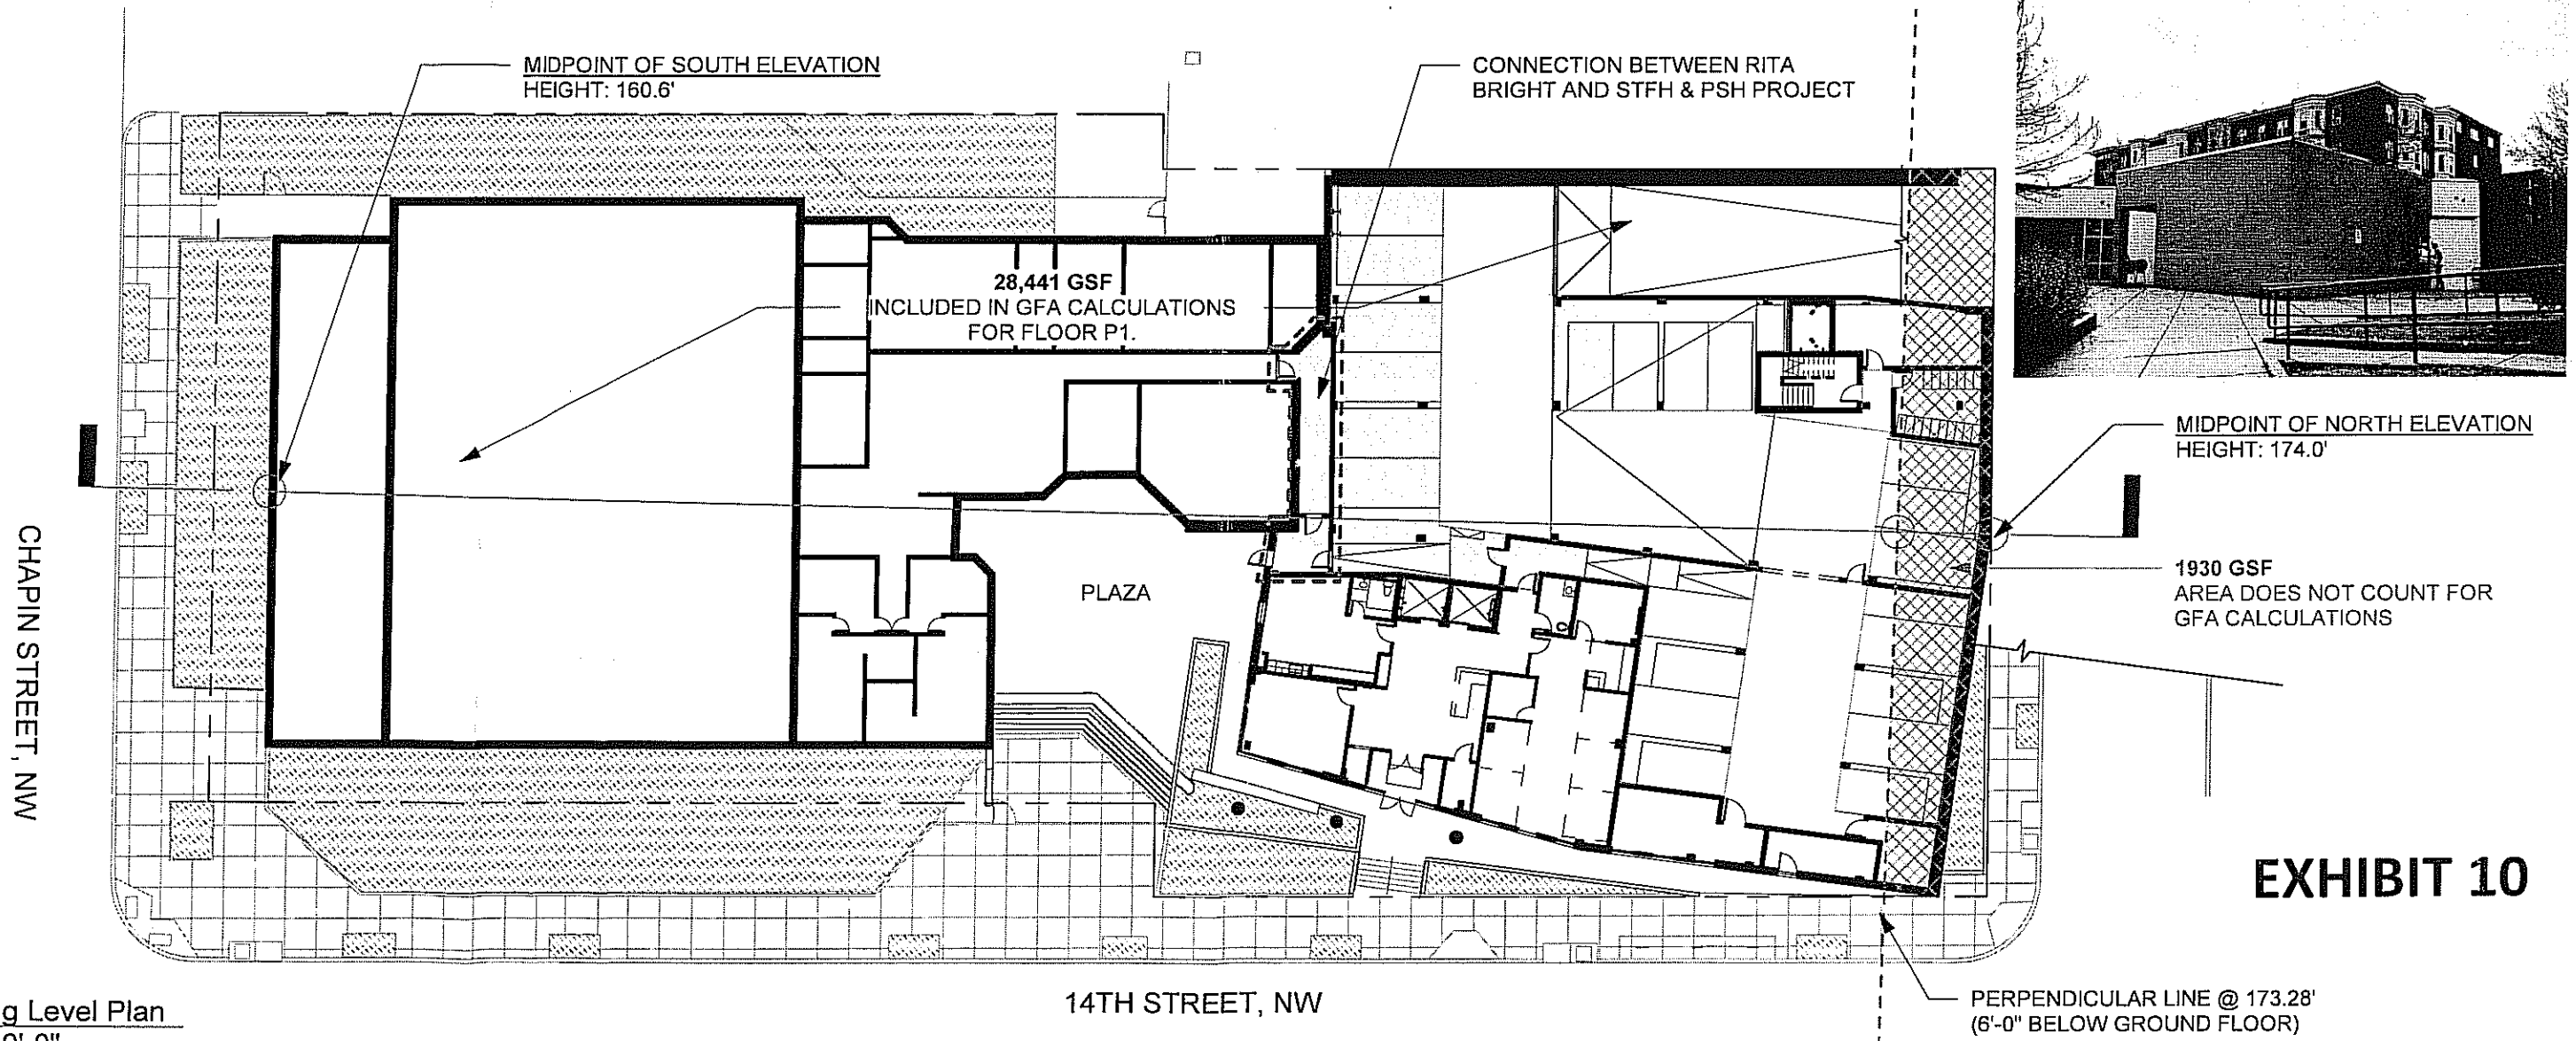 MIDPOINT OF SOUTH ELEVATION
HEIGHT: 160.6'
CONNECTION BETWEEN RITA
BRIGHT AND STFH & PSH PROJECT
28,441 GSF
INCLUDED IN GFA CALCULATIONS
FOR FLOOR P1.
MIDPOINT OF NORTH ELEVATION
HEIGHT: 174.0'
1930 GSF
AREA DOES NOT COUNT FOR
GFA CALCULATIONS
PLAZA
CHAPIN STREET, NW
EXHIBIT 10
14TH STREET, NW
PERPENDICULAR LINE @ 173.28'
(6'-0" BELOW GROUND FLOOR)
g Level Plan
0'-0"